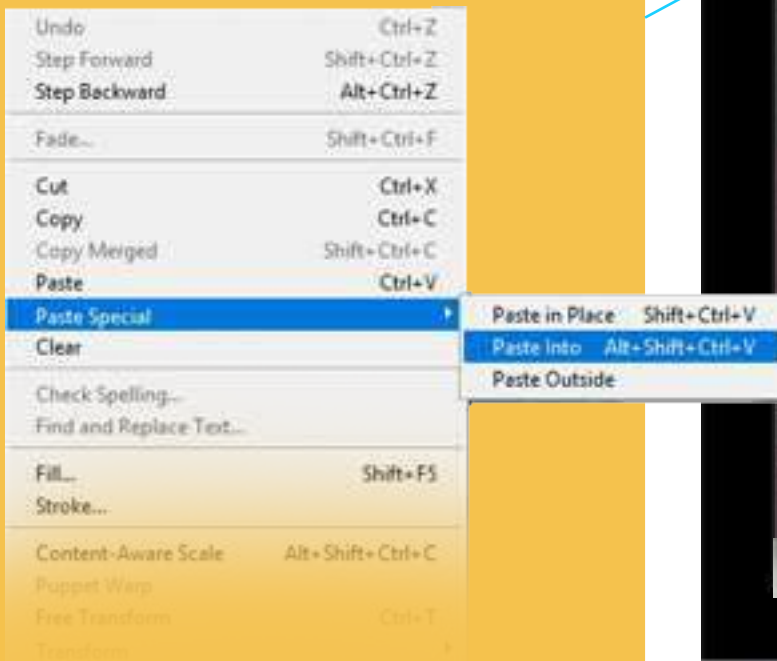 Undo Ctrl+Z
Step Forward Shift+Ctrl+Z
Step Backward Alt+Ctrl+Z
Fade... Shift+Ctrl+F
Cut Ctrl+X
Copy Ctrl+C
Copy Merged Shift+Ctrl+C
Paste Ctrl+V
Paste Special
Paste in Place Shift+Ctrl+V
Paste Into Alt+Shift+Ctrl+V
Paste Outside
Clear
Check Spelling...
Find and Replace Text...
Fill... Shift+F5
Stroke...
Content-Aware Scale Alt+Shift+Ctrl+C
Puppet Warp
Free Transform Ctrl+T
Transform